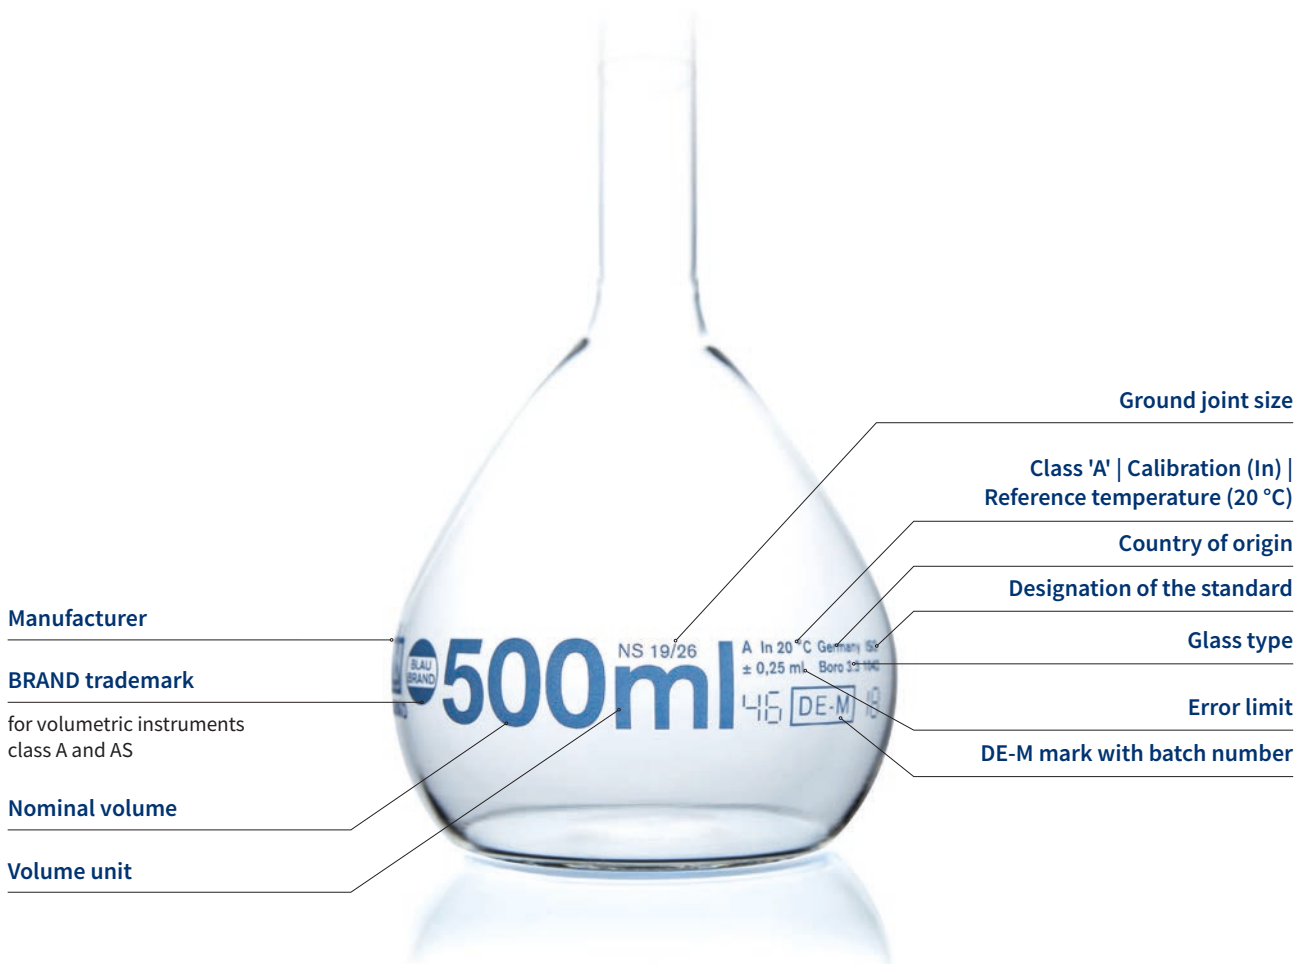 Ground joint size
Class 'A' | Calibration (In) |
Reference temperature (20 °C)
Country of origin
Designation of the standard
Glass type
Error limit
DE-M mark with batch number
Manufacturer
BRAND trademark
for volumetric instruments
class A and AS
Nominal volume
Volume unit
BLAU
BRAND
500ml
NS 19/26
A In 20 °C Germany
± 0,25 ml Boro
46 DE-M 18